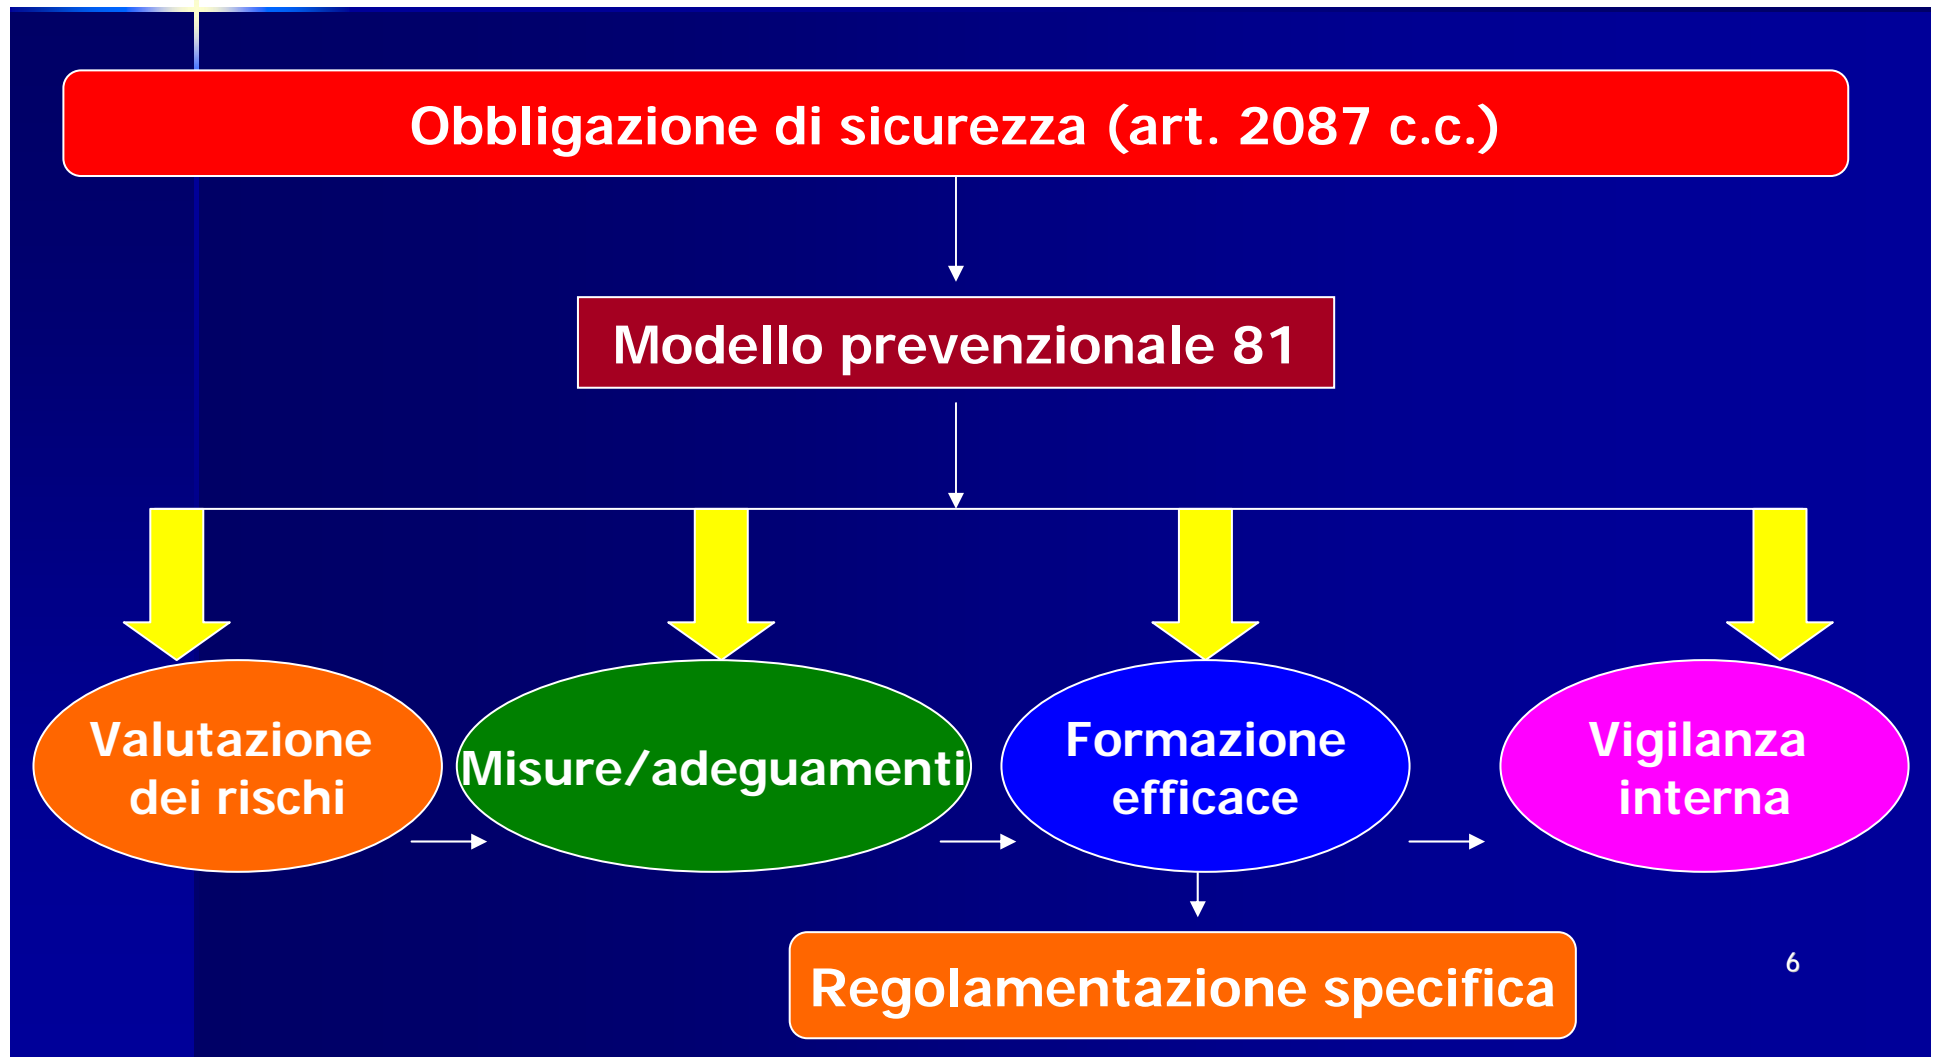 Obbligazione di sicurezza (art. 2087 c.c.)
Modello prevenzionale 81
Valutazione
dei rischi
Misure/adeguamenti
Formazione
efficace
Vigilanza
interna
Regolamentazione specifica
6